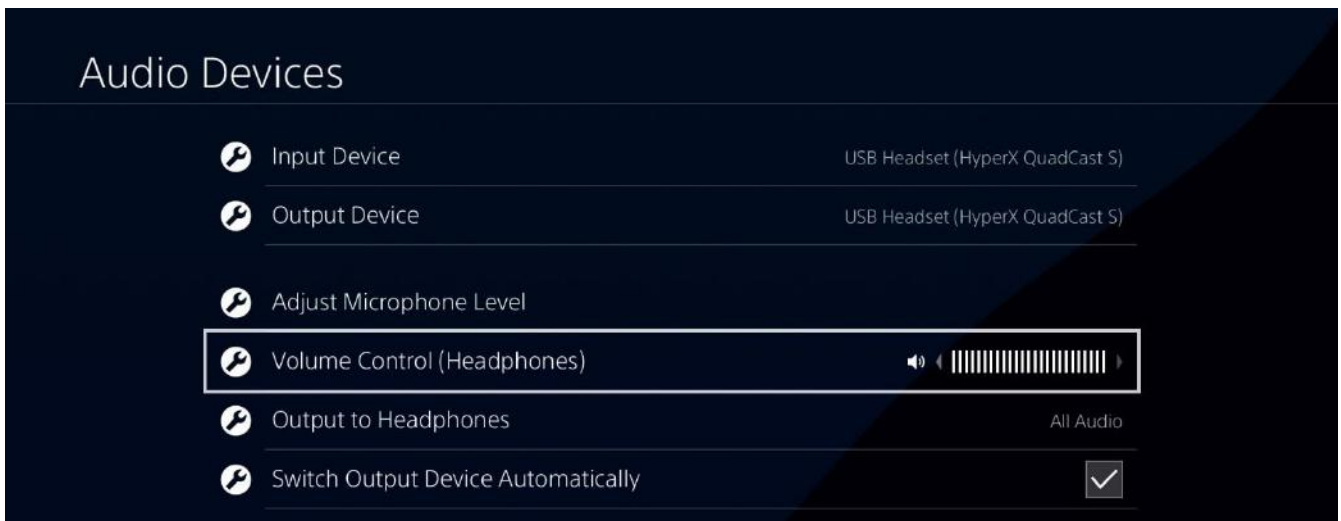 Audio Devices
Input Device USB Headset (HyperX QuadCast S)
Output Device USB Headset (HyperX QuadCast S)
Adjust Microphone Level
Volume Control (Headphones)
Output to Headphones All Audio
Switch Output Device Automatically